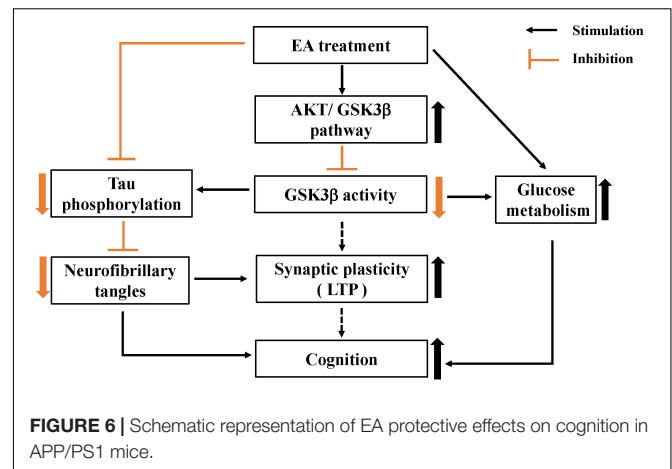 EA treatment
Stimulation
Inhibition
AKT/ GSK3β
pathway
Tau
phosphorylation
GSK3β activity
Glucose
metabolism
Neurofibrillary
tangles
Synaptic plasticity
( LTP )
Cognition
FIGURE 6 | Schematic representation of EA protective effects on cognition in
APP/PS1 mice.